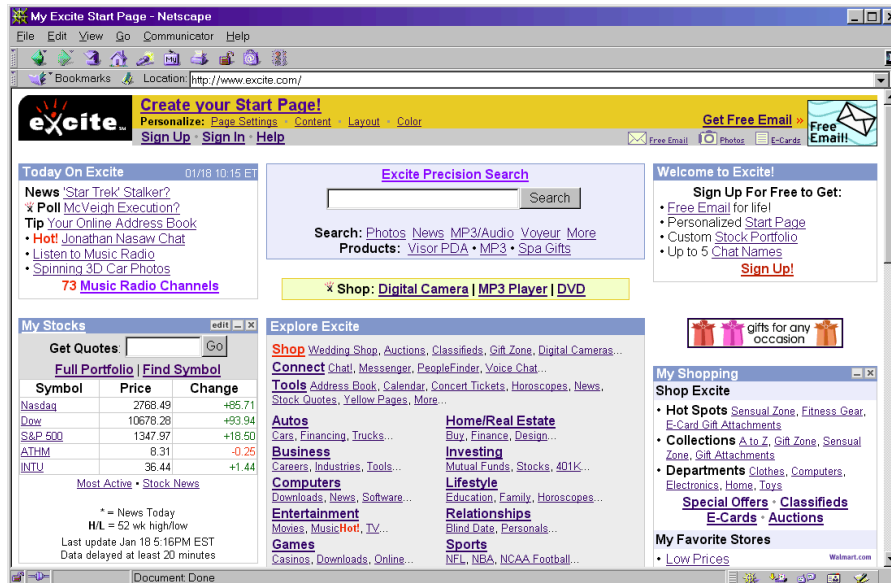 My Excite Start Page - Netscape
File Edit View Go Communicator Help
Bookmarks Location: http://www.excite.com/
excite
Create your Start Page!
Personalize: Page Settings · Content · Layout · Color
Sign Up · Sign In · Help
Get Free Email »
Free Email Photos E-Cards
Free Email!
Today On Excite 01/18 10:15 ET
News 'Star Trek' Stalker?
Poll McVeigh Execution?
Tip Your Online Address Book
• Hot! Jonathan Nasaw Chat
• Listen to Music Radio
• Spinning 3D Car Photos
73 Music Radio Channels
Excite Precision Search
Search
Search: Photos News MP3/Audio Voyeur More
Products: Visor PDA • MP3 • Spa Gifts
Shop: Digital Camera | MP3 Player | DVD
Welcome to Excite!
Sign Up For Free to Get:
• Free Email for life!
• Personalized Start Page
• Custom Stock Portfolio
• Up to 5 Chat Names
Sign Up!
My Stocks edit
Get Quotes: Go
Full Portfolio | Find Symbol
Symbol Price Change
Nasdaq 2768.49 +85.71
Dow 10678.28 +93.94
S&P 500 1347.97 +18.50
ATHM 8.31 -0.25
INTU 36.44 +1.44
Most Active • Stock News
* = News Today
H/L = 52 wk high/low
Last update Jan 18 5:16PM EST
Data delayed at least 20 minutes
Explore Excite
Shop Wedding Shop, Auctions, Classifieds, Gift Zone, Digital Cameras...
Connect Chat!, Messenger, PeopleFinder, Voice Chat...
Tools Address Book, Calendar, Concert Tickets, Horoscopes, News,
Stock Quotes, Yellow Pages, More...
Autos
Cars, Financing, Trucks...
Business
Careers, Industries, Tools...
Computers
Downloads, News, Software...
Entertainment
Movies, MusicHot!, TV...
Games
Casinos, Downloads, Online...
Home/Real Estate
Buy, Finance, Design...
Investing
Mutual Funds, Stocks, 401K...
Lifestyle
Education, Family, Horoscopes...
Relationships
Blind Date, Personals...
Sports
NFL, NBA, NCAA Football...
gifts for any
occasion
My Shopping
Shop Excite
• Hot Spots Sensual Zone, Fitness Gear,
E-Card Gift Attachments
• Collections A to Z, Gift Zone, Sensual
Zone, Gift Attachments
• Departments Clothes, Computers,
Electronics, Home, Toys
Special Offers · Classifieds
E-Cards · Auctions
My Favorite Stores
• Low Prices Walmart.com
Document: Done